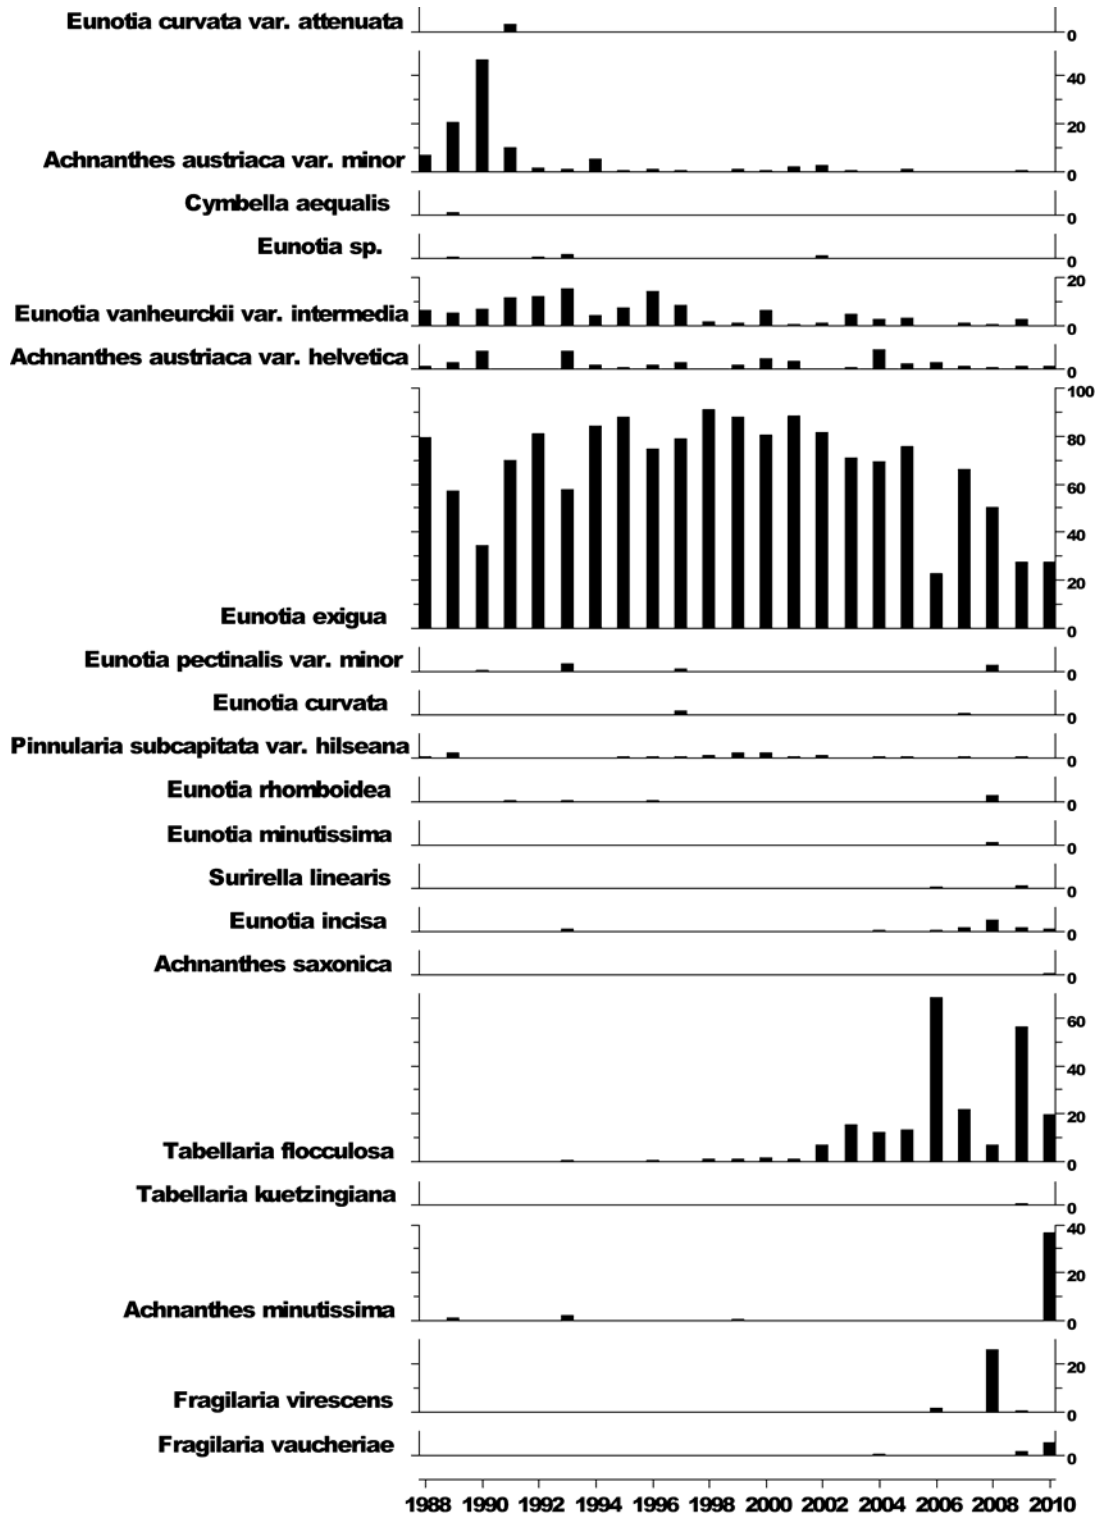 Eunotia curvata var. attenuata
0
40
20
Achnanthes austriaca var. minor
0
Cymbella aequalis
0
Eunotia sp.
0
20
Eunotia vanheurckii var. intermedia
0
Achnanthes austriaca var. helvetica
0
100
80
60
40
20
Eunotia exigua
0
Eunotia pectinalis var. minor
0
Eunotia curvata
0
Pinnularia subcapitata var. hilseana
0
Eunotia rhomboidea
0
Eunotia minutissima
0
Surirella linearis
0
Eunotia incisa
0
Achnanthes saxonica
0
60
40
20
Tabellaria flocculosa
0
Tabellaria kuetzingiana
0
40
20
Achnanthes minutissima
0
20
Fragilaria virescens
0
Fragilaria vaucheriae
0
1988 1990 1992 1994 1996 1998 2000 2002 2004 2006 2008 2010